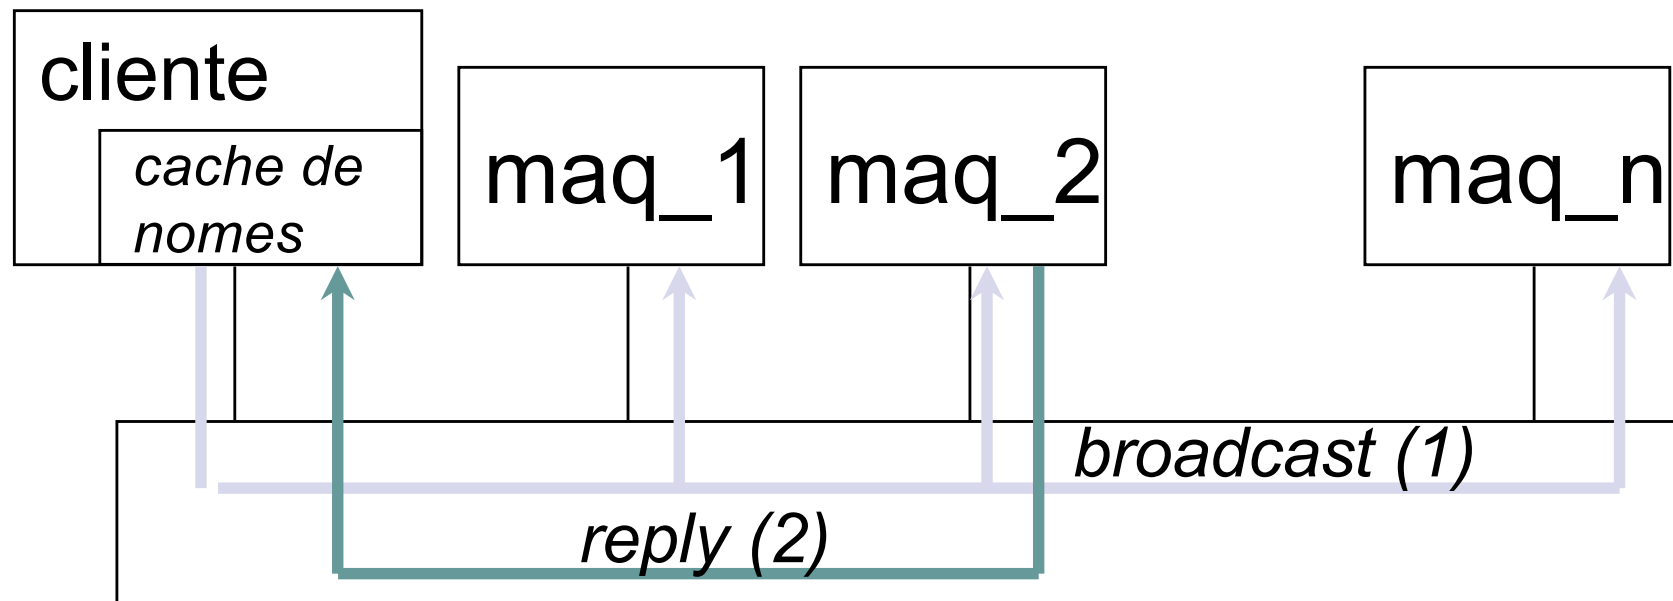 cliente
cache de
nomes
maq_1
maq_2
maq_n
broadcast (1)
reply (2)